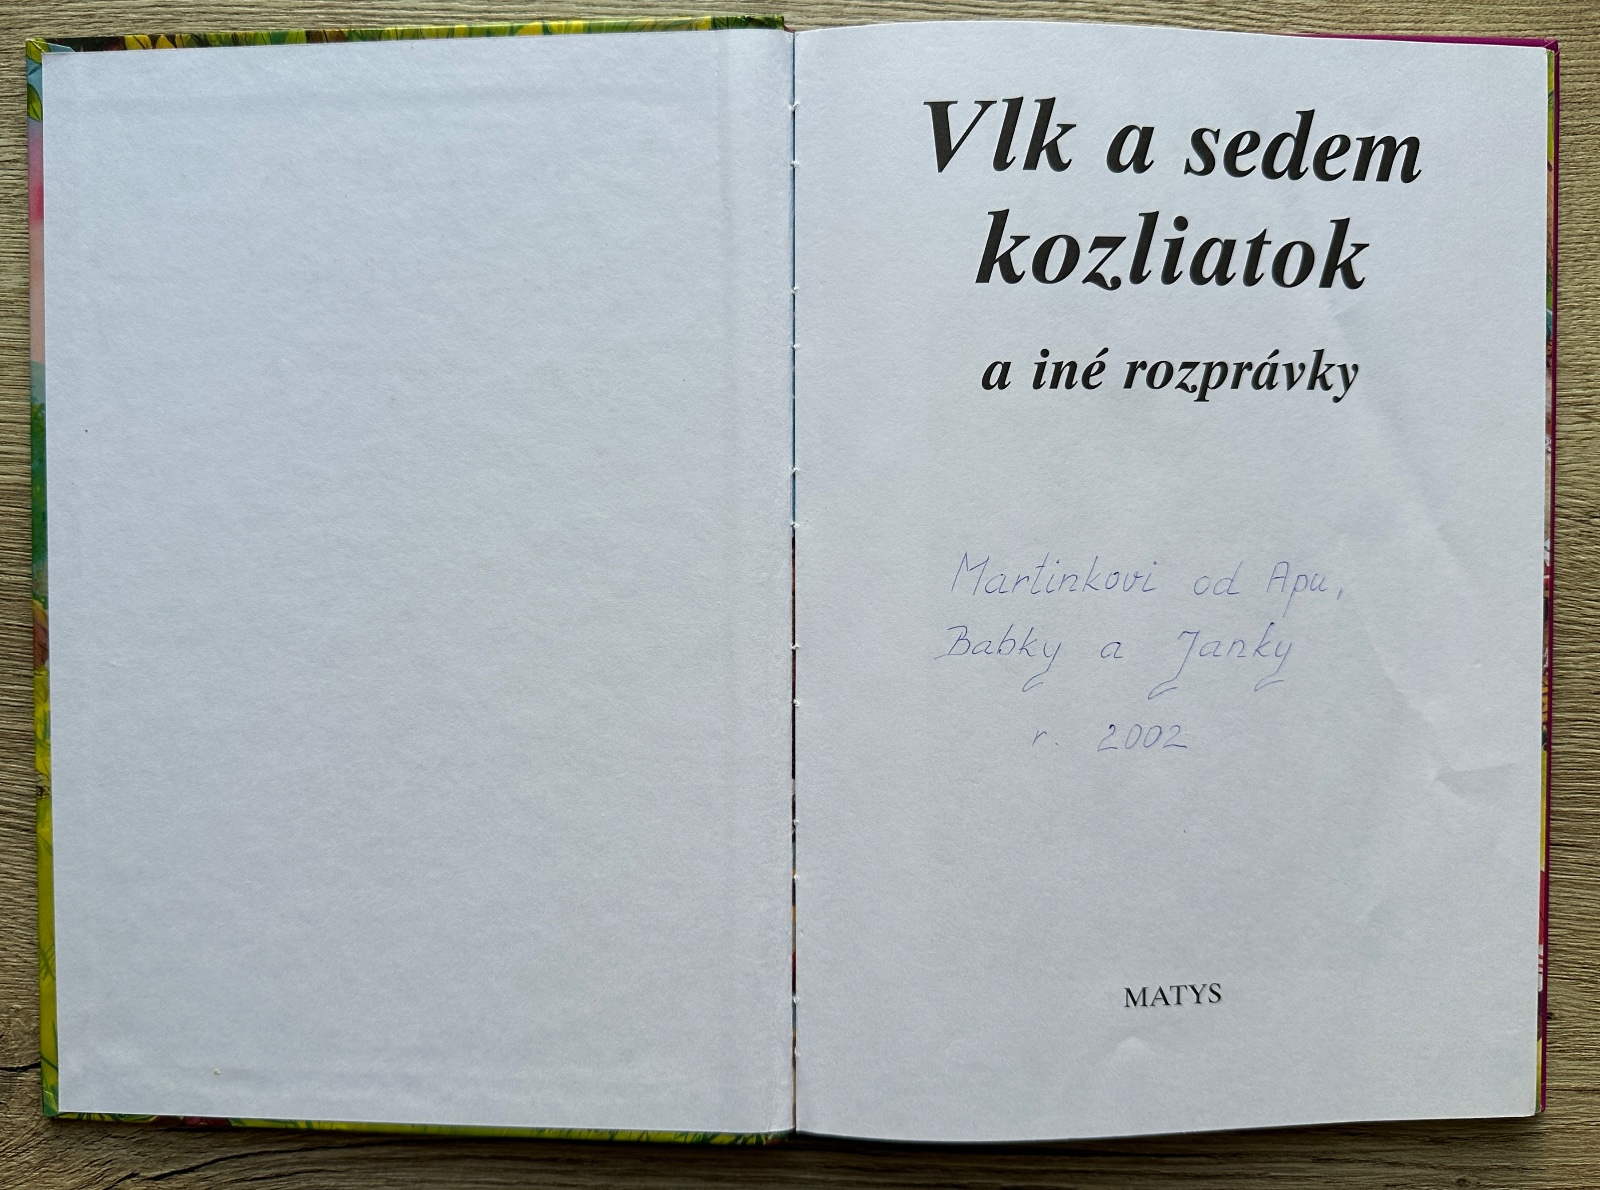 Vlk a sedem
kozliatok
a iné rozprávky
Martinkovi od Apu,
Babky a Janky
r. 2002
MATYS